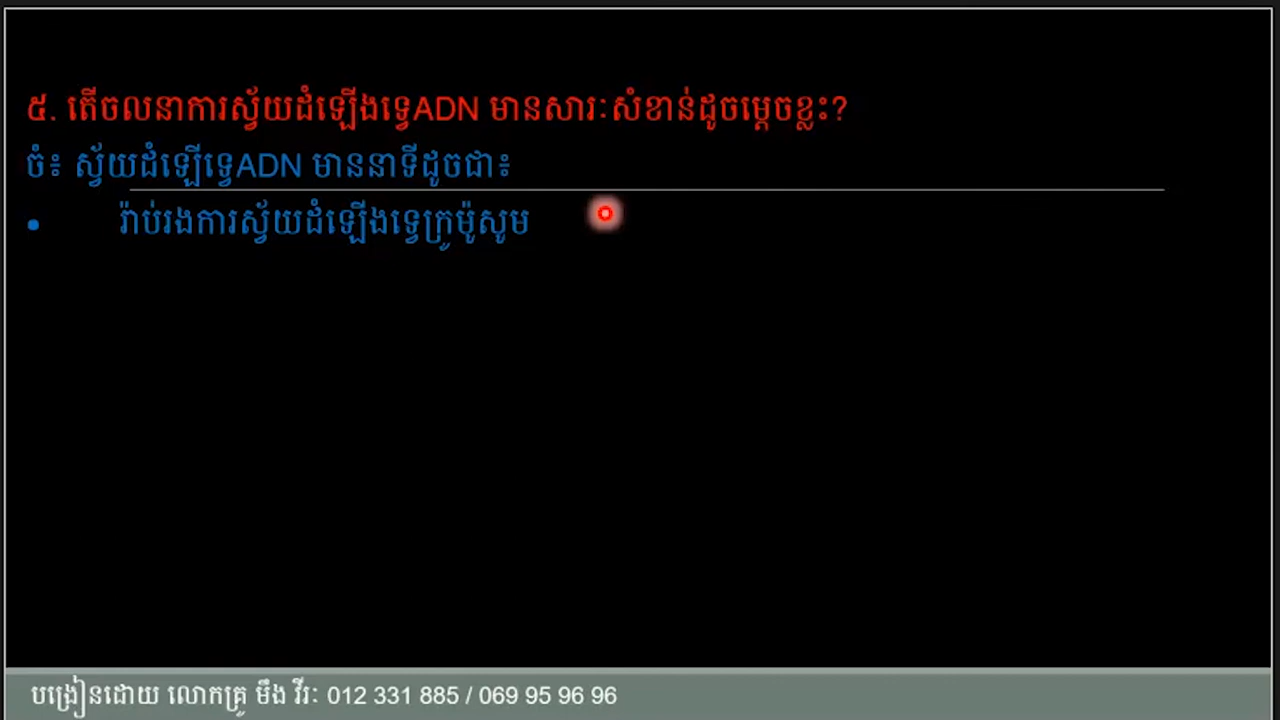 ៥. តើចលនាការស្វ័យដំឡើងទ្វេADN មានសារៈសំខាន់ដូចម្តេចខ្លះ?
ចំ៖ ស្វ័យដំឡើទ្វេADN មាននាទីដូចជា៖
• រ៉ាប់រងការស្វ័យដំឡើងទ្វេក្រូម៉ូសូម
បង្រៀនដោយ លោកគ្រូ មឹង វីរៈ 012 331 885 / 069 95 96 96